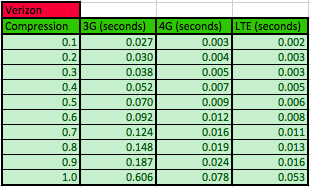 Verizon
Compression 3G (seconds) 4G (seconds) LTE (seconds)
0.1 0.027 0.003 0.002
0.2 0.030 0.004 0.003
0.3 0.038 0.005 0.003
0.4 0.052 0.007 0.005
0.5 0.070 0.009 0.006
0.6 0.092 0.012 0.008
0.7 0.124 0.016 0.011
0.8 0.148 0.019 0.013
0.9 0.187 0.024 0.016
1.0 0.606 0.078 0.053